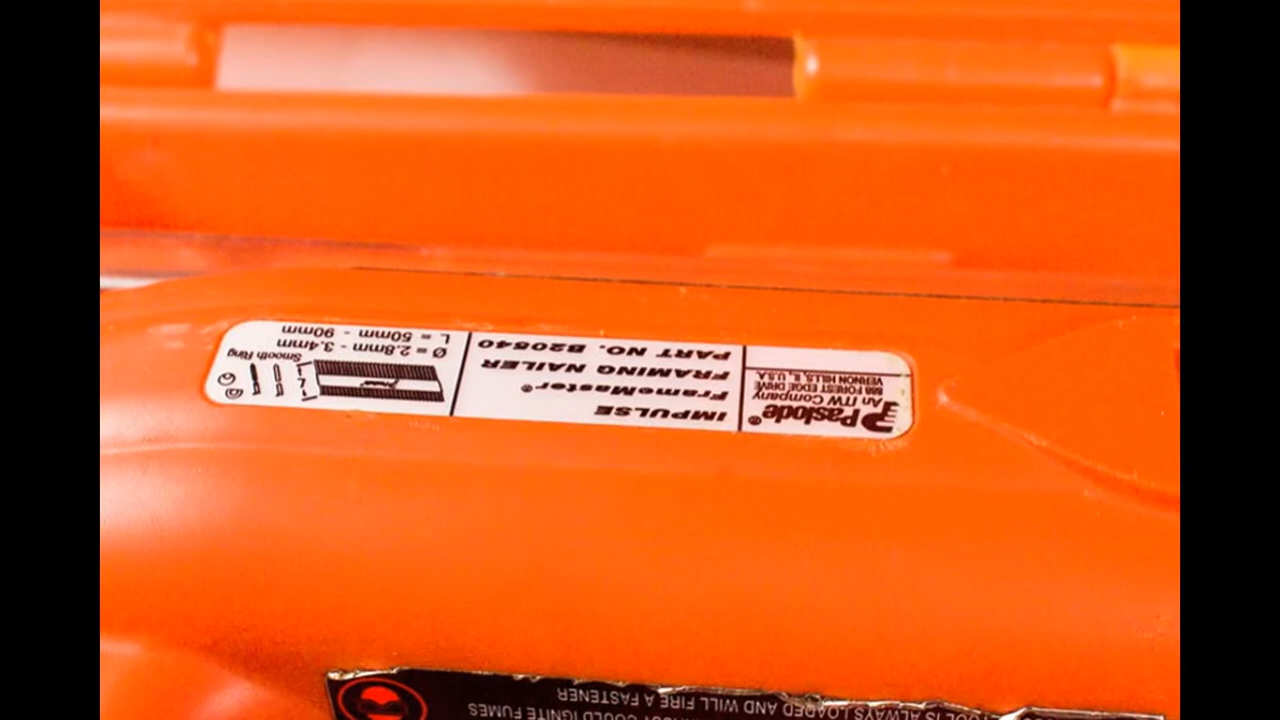 Paslode®
An ITW Company
888 FOREST EDGE DRIVE
VERNON HILLS, IL U.S.A.
IMPULSE
FrameMaster®
FRAMING NAILER
PART NO. B20540
Smooth Ring
Ø = 2.8mm - 3.4mm
L = 50mm - 90mm
COULD IGNITE FUMES
TOOL IS ALWAYS LOADED AND WILL FIRE A FASTENER